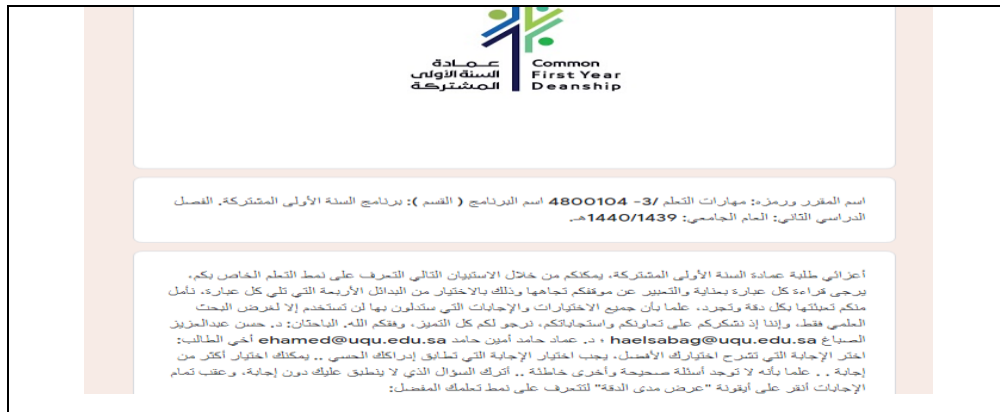 عمادة
السنة الأولى
المشتركة
Common
First Year
Deanship
اسم المقرر ورمزه: مهارات التعلم /3- 4800104 اسم البرنامج ( القسم ): برنامج السنة الأولى المشتركة. الفصل
الدراسي الثاني: العام الجامعي: 1440/1439هـ.
أعزائي طلبة عمادة السنة الأولى المشتركة، يمكنكم من خلال الاستبيان التالي التعرف على نمط التعلم الخاص بكم،
يرجى قراءة كل عبارة بعناية والتعبير عن موقفكم تجاهها وذلك بالاختيار من البدائل الأربعة التي تلي كل عبارة، نأمل
منكم تعبئتها بكل دقة وتجرد، علما بأن جميع الاختيارات والإجابات التي ستدلون بها لن تستخدم إلا لغرض البحث
العلمي فقط، وإننا إذ نشكركم على تعاونكم واستجاباتكم، نرجو لكم كل التميز، وفقكم الله. الباحثان: د. حسن عبدالعزيز
الصباغ haelsabag@uqu.edu.sa ، د. عماد حامد أمين حامد ehamed@uqu.edu.sa أخي الطالب:
اختر الإجابة التي تشرح اختيارك الأفضل، يجب اختيار الإجابة التي تطابق إدراكك الحسي .. يمكنك اختيار أكثر من
إجابة . . علما بأنه لا توجد أسئلة صحيحة وأخرى خاطئة .. أترك السوال الذي لا ينطبق عليك دون إجابة، وعقب تمام
الإجابات أنقر على أيقونة "عرض مدى الدقة" لتتعرف على نمط تعلمك المفضل: